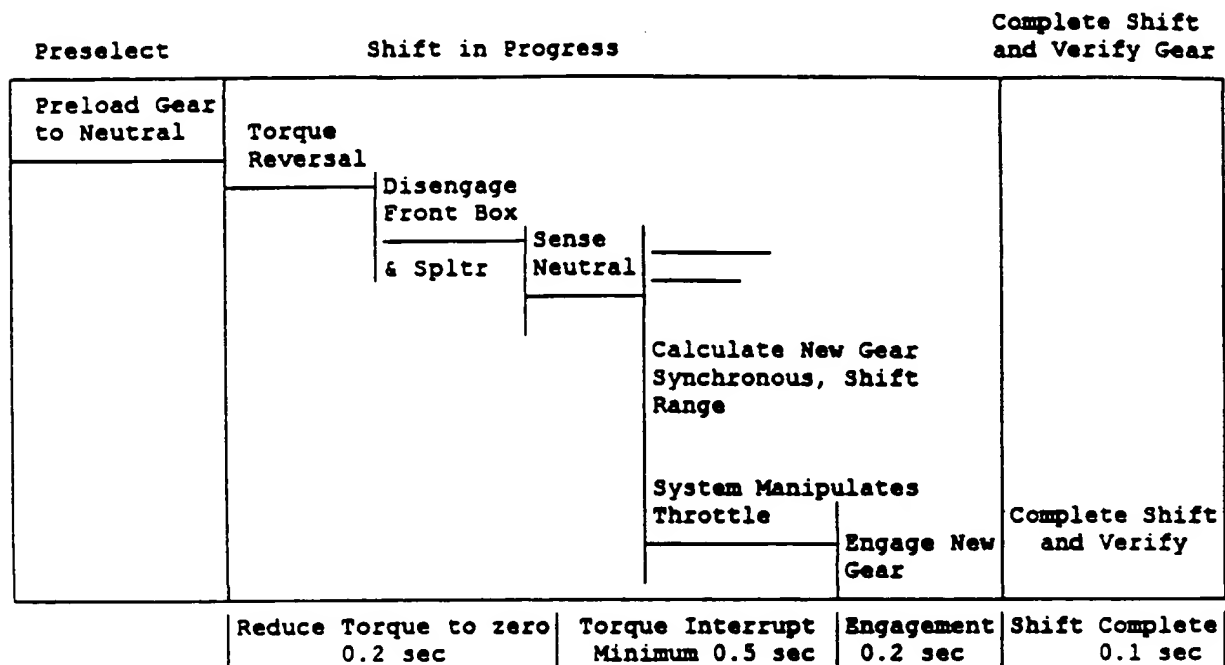 Preselect
Shift in Progress
Complete Shift
and Verify Gear
Preload Gear
to Neutral
Torque
Reversal
Disengage
Front Box
& Spltr
Sense
Neutral
Calculate New Gear
Synchronous, Shift
Range
System Manipulates
Throttle
Engage New
Gear
Complete Shift
and Verify
Reduce Torque to zero
0.2 sec
Torque Interrupt
Minimum 0.5 sec
Engagement
0.2 sec
Shift Complete
0.1 sec